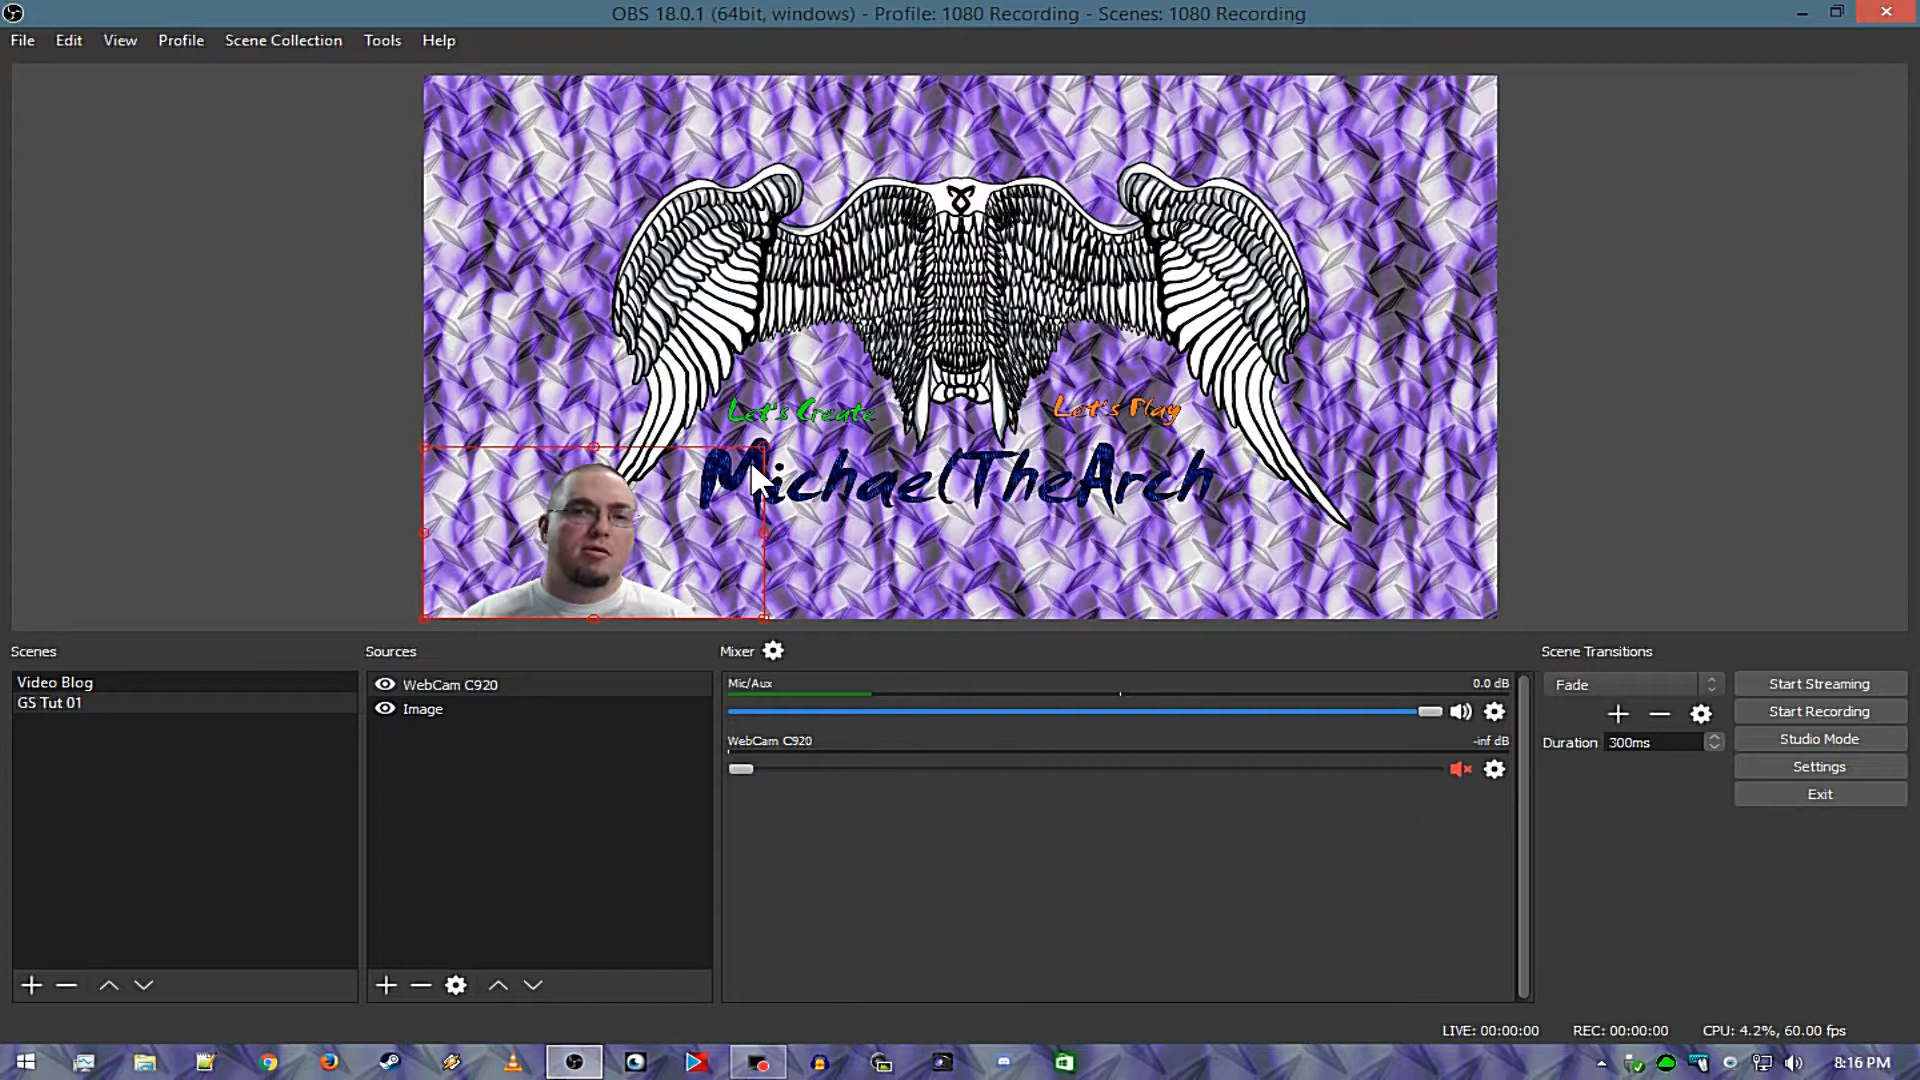 OBS 18.0.1 (64bit, windows) - Profile: 1080 Recording - Scenes: 1080 Recording
File Edit View Profile Scene Collection Tools Help
Let's Create
Let's Play
MichaelTheArch
Scenes
Video Blog
GS Tut 01
Sources
WebCam C920
Image
Mixer
Mic/Aux 0.0 dB
WebCam C920 -inf dB
Scene Transitions
Fade
Duration 300ms
Start Streaming
Start Recording
Studio Mode
Settings
Exit
LIVE: 00:00:00 REC: 00:00:00 CPU: 4.2%, 60.00 fps
8:16 PM